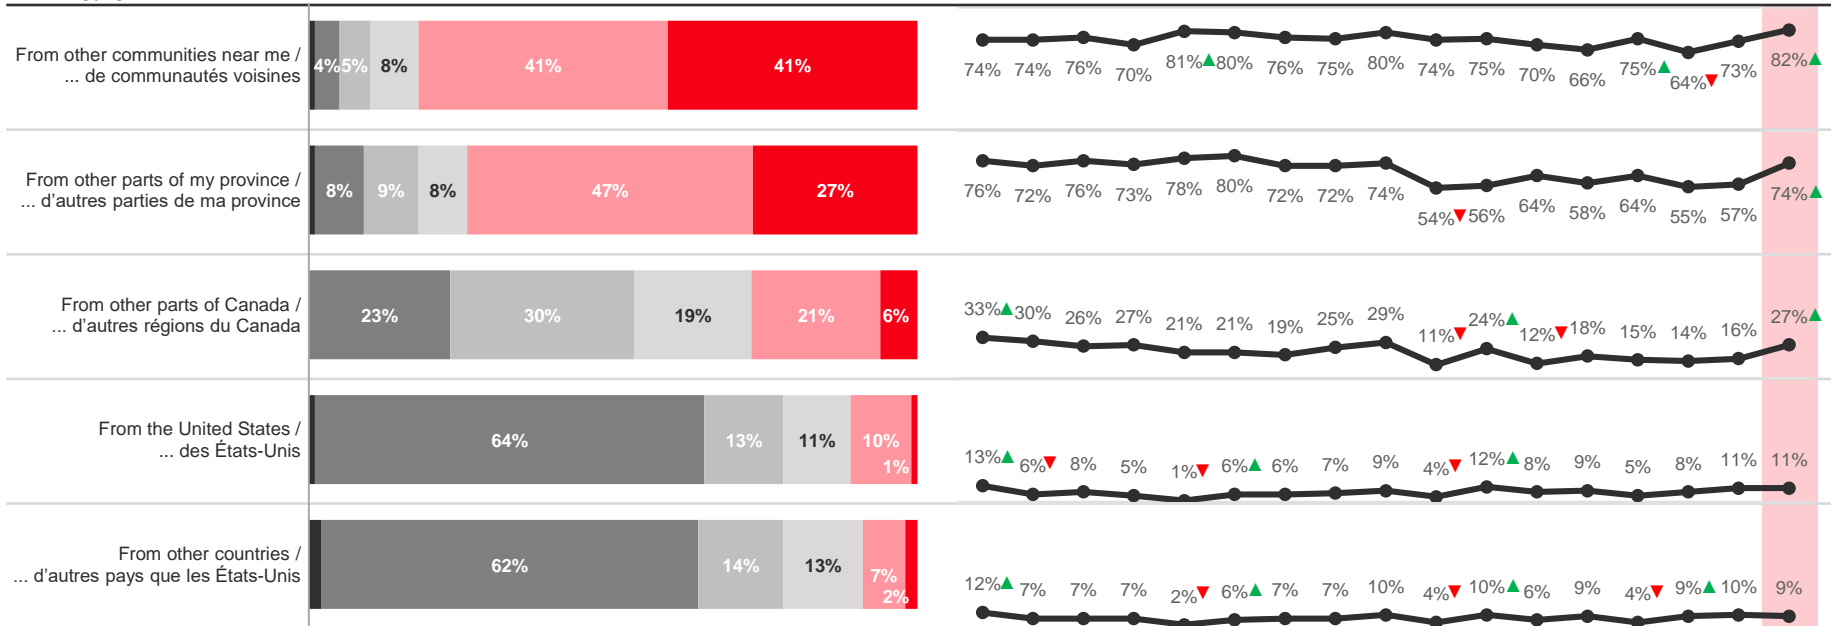 From other communities near me /
... de communautés voisines
4% 5% 8% 41% 41%
74% 74% 76% 70% 81%▲ 80% 76% 75% 80% 74% 75% 70% 66% 75%▲ 64%▼ 73% 82%▲
From other parts of my province /
... d'autres parties de ma province
8% 9% 8% 47% 27%
76% 72% 76% 73% 78% 80% 72% 72% 74% 54%▼ 56% 64% 58% 64% 55% 57% 74%▲
From other parts of Canada /
... d'autres régions du Canada
23% 30% 19% 21% 6%
33%▲ 30% 26% 27% 21% 21% 19% 25% 29% 11%▼ 24%▲ 12%▼ 18% 15% 14% 16% 27%▲
From the United States /
... des États-Unis
64% 13% 11% 10% 1%
13%▲ 6%▼ 8% 5% 1%▼ 6%▲ 6% 7% 9% 4%▼ 12%▲ 8% 9% 5% 8% 11% 11%
From other countries /
... d'autres pays que les États-Unis
62% 14% 13% 7% 2%
12%▲ 7% 7% 7% 2%▼ 6%▲ 7% 7% 10% 4%▼ 10%▲ 6% 9% 4%▼ 9%▲ 10% 9%